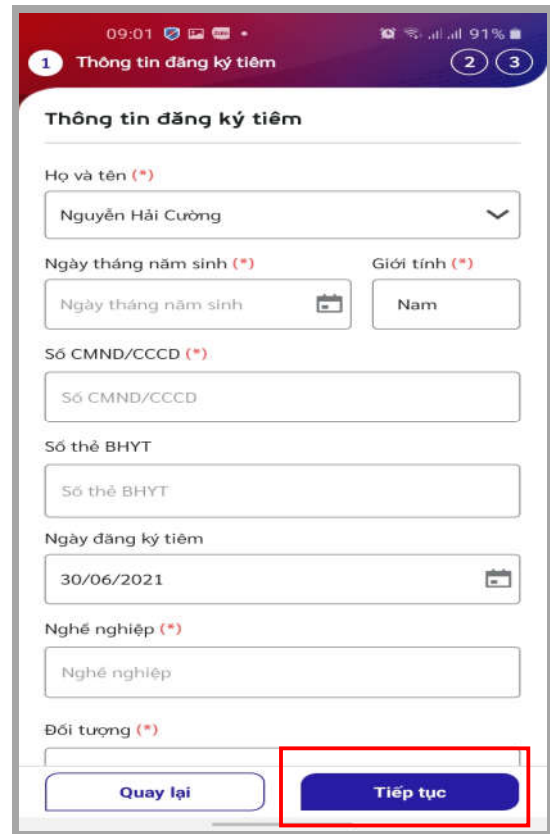 09:01 91%
1 Thông tin đăng ký tiêm 2 3
Thông tin đăng ký tiêm
Họ và tên (*)
Nguyễn Hải Cường
Ngày tháng năm sinh (*) Giới tính (*)
Ngày tháng năm sinh Nam
Số CMND/CCCD (*)
Số CMND/CCCD
Số thẻ BHYT
Số thẻ BHYT
Ngày đăng ký tiêm
30/06/2021
Nghề nghiệp (*)
Nghề nghiệp
Đối tượng (*)
Quay lại Tiếp tục